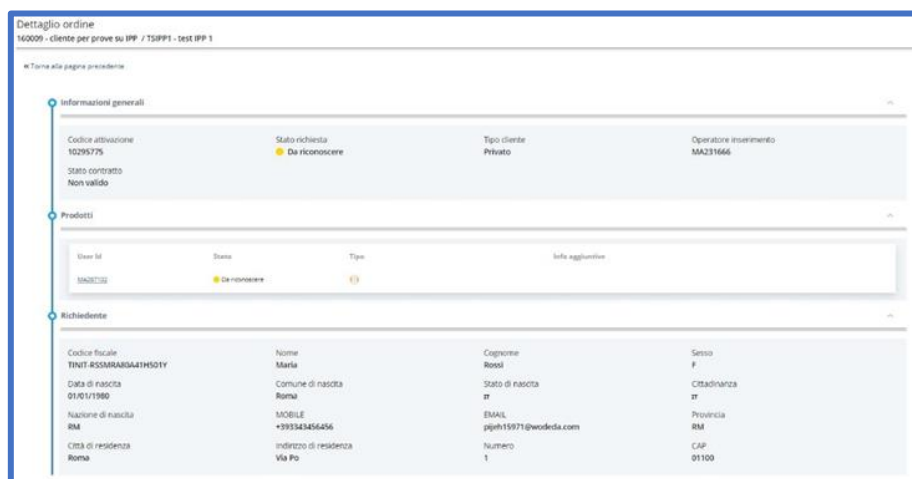 Dettaglio ordine
160009 - cliente per prove su IPP / TSIPP1 - test IPP 1
« Torna alla pagina precedente
Informazioni generali
Codice attivazione Stato richiesta Tipo cliente Operatore inserimento
10295775 Da riconoscere Privato MA231666
Stato contratto
Non valido
Prodotti
User Id Stato Tipo Info aggiuntive
MA297102 Da riconoscere
Richiedente
Codice fiscale Nome Cognome Sesso
TINIT-RSSMRA80A41H501Y Maria Rossi F
Data di nascita Comune di nascita Stato di nascita Cittadinanza
01/01/1980 Roma IT IT
Nazione di nascita MOBILE EMAIL Provincia
RM +393343456456 pijeh15971@wodeda.com RM
Città di residenza Indirizzo di residenza Numero CAP
Roma Via Po 1 01100